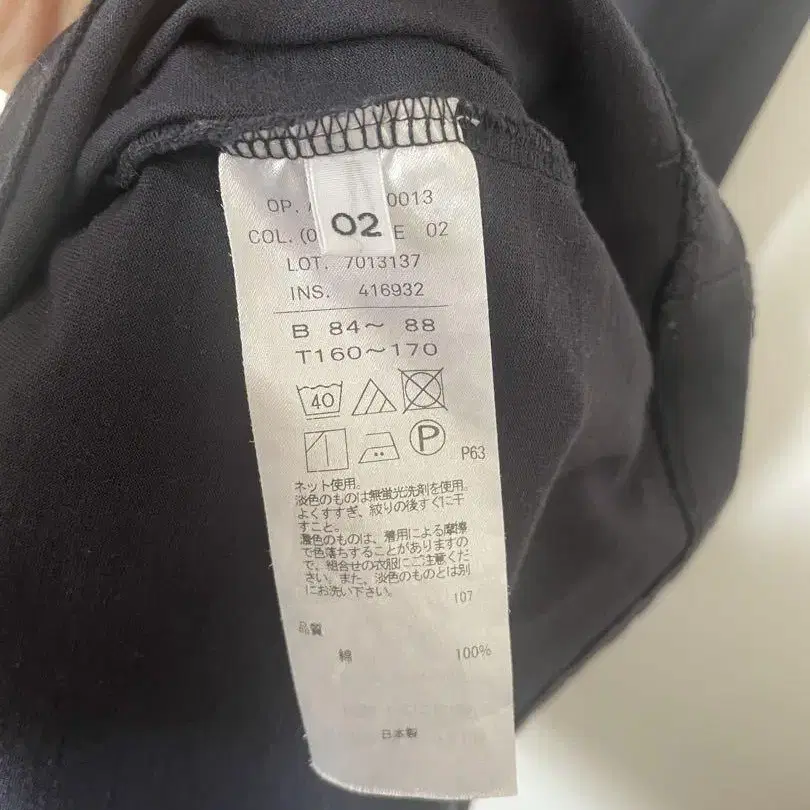 OP. 0013
02
COL. (0 E 02
LOT. 7013137
INS. 416932
B 84～ 88
T160～170
40
P P63
ネット使用。
淡色のものは無蛍光洗剤を使用。
よくすすぎ、絞りの後すぐに干
すこと。
濃色のものは、着用による摩擦
で色落ちすることがありますの
で、組合せの衣服にご注意くだ
さい。また、淡色のものとは別
にお洗い下さい。
107
品質
綿 100%
日本製